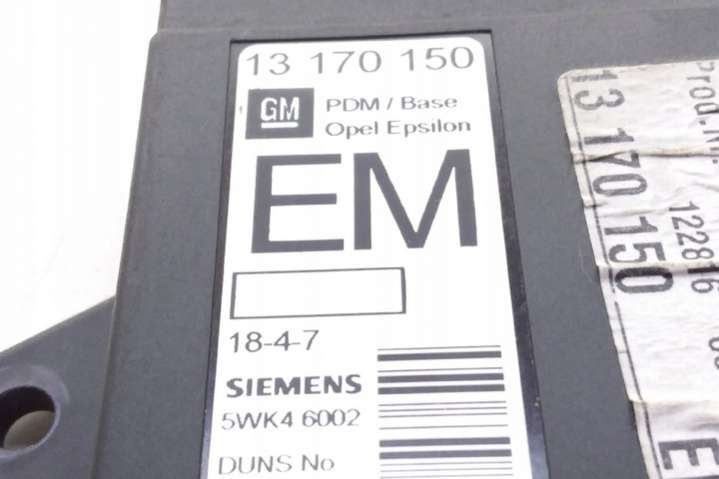 13 170 150
GM
PDM / Base
Opel Epsilon
EM
18-4-7
SIEMENS
5WK4 6002
DUNS No
122816
13 170 150